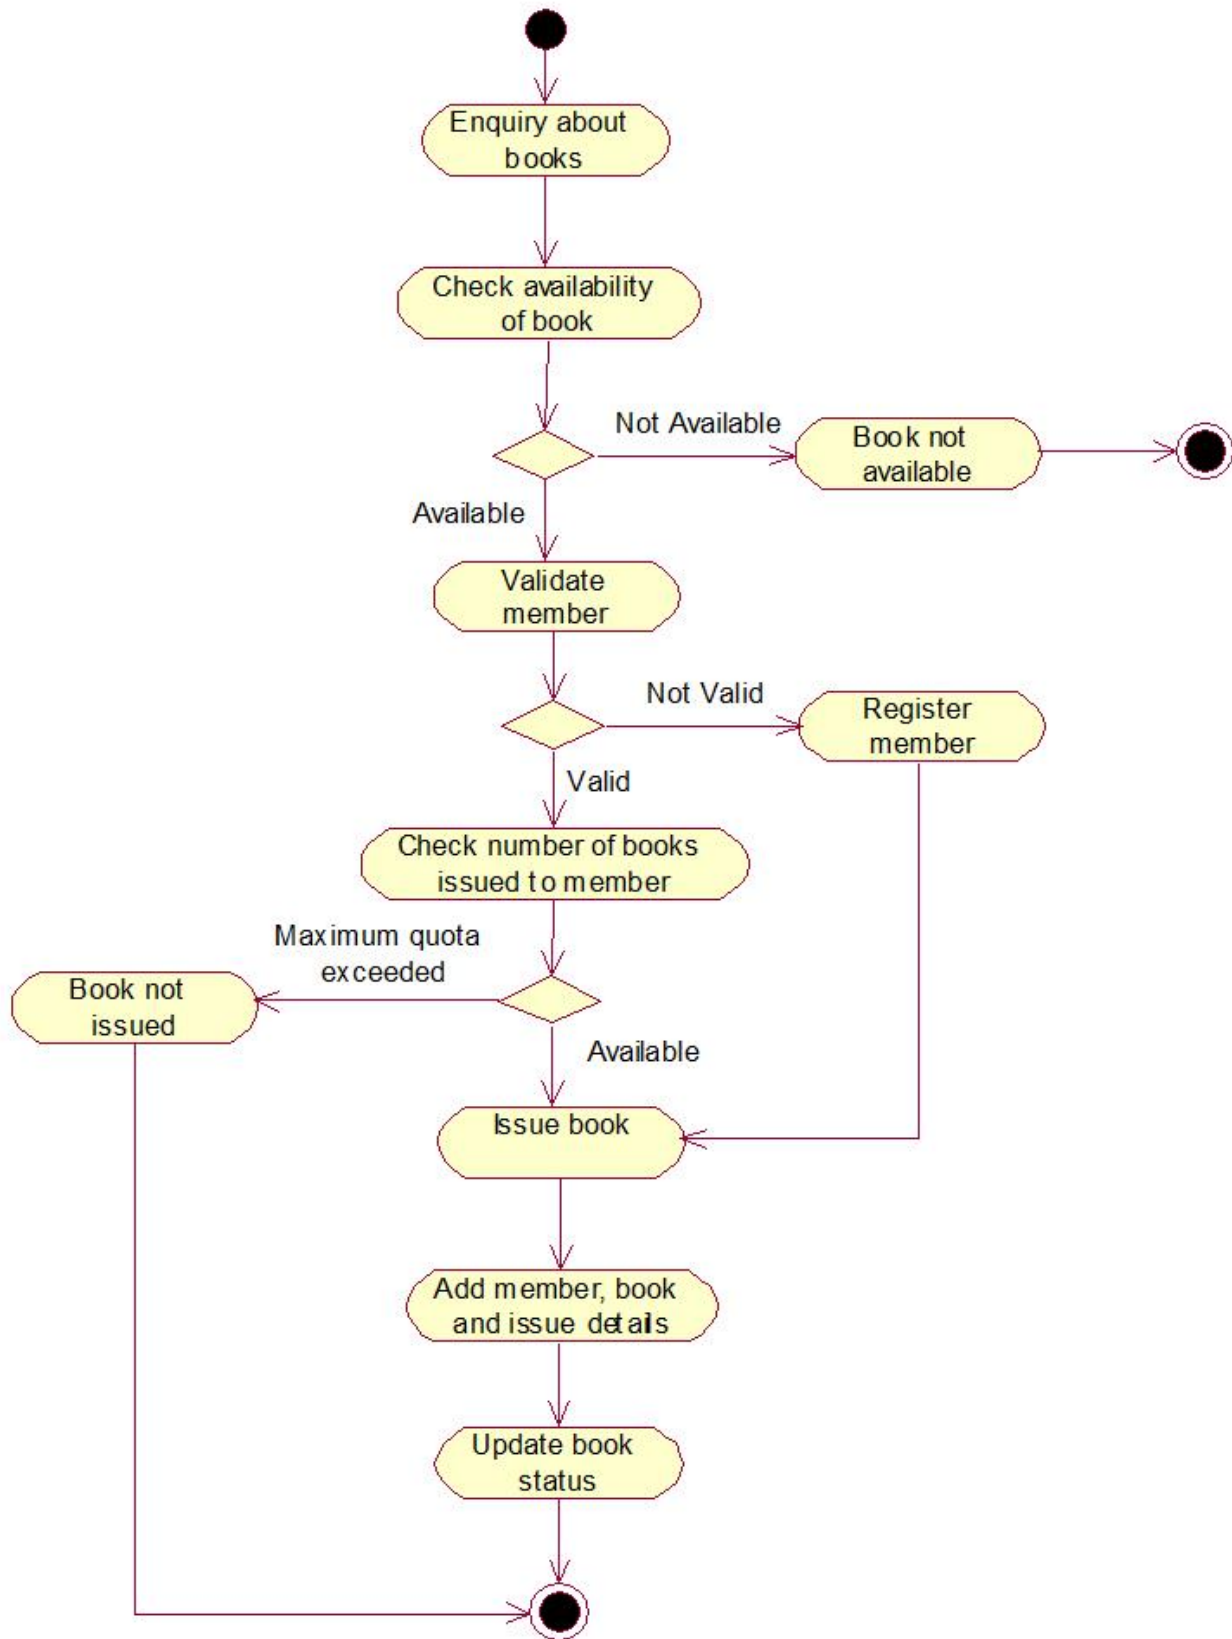 Enquiry about
books
Check availability
of book
Not Available
Book not
available
Available
Validate
member
Not Valid
Register
member
Valid
Check number of books
issued to member
Maximum quota
exceeded
Book not
issued
Available
Issue book
Add member, book
and issue details
Update book
status